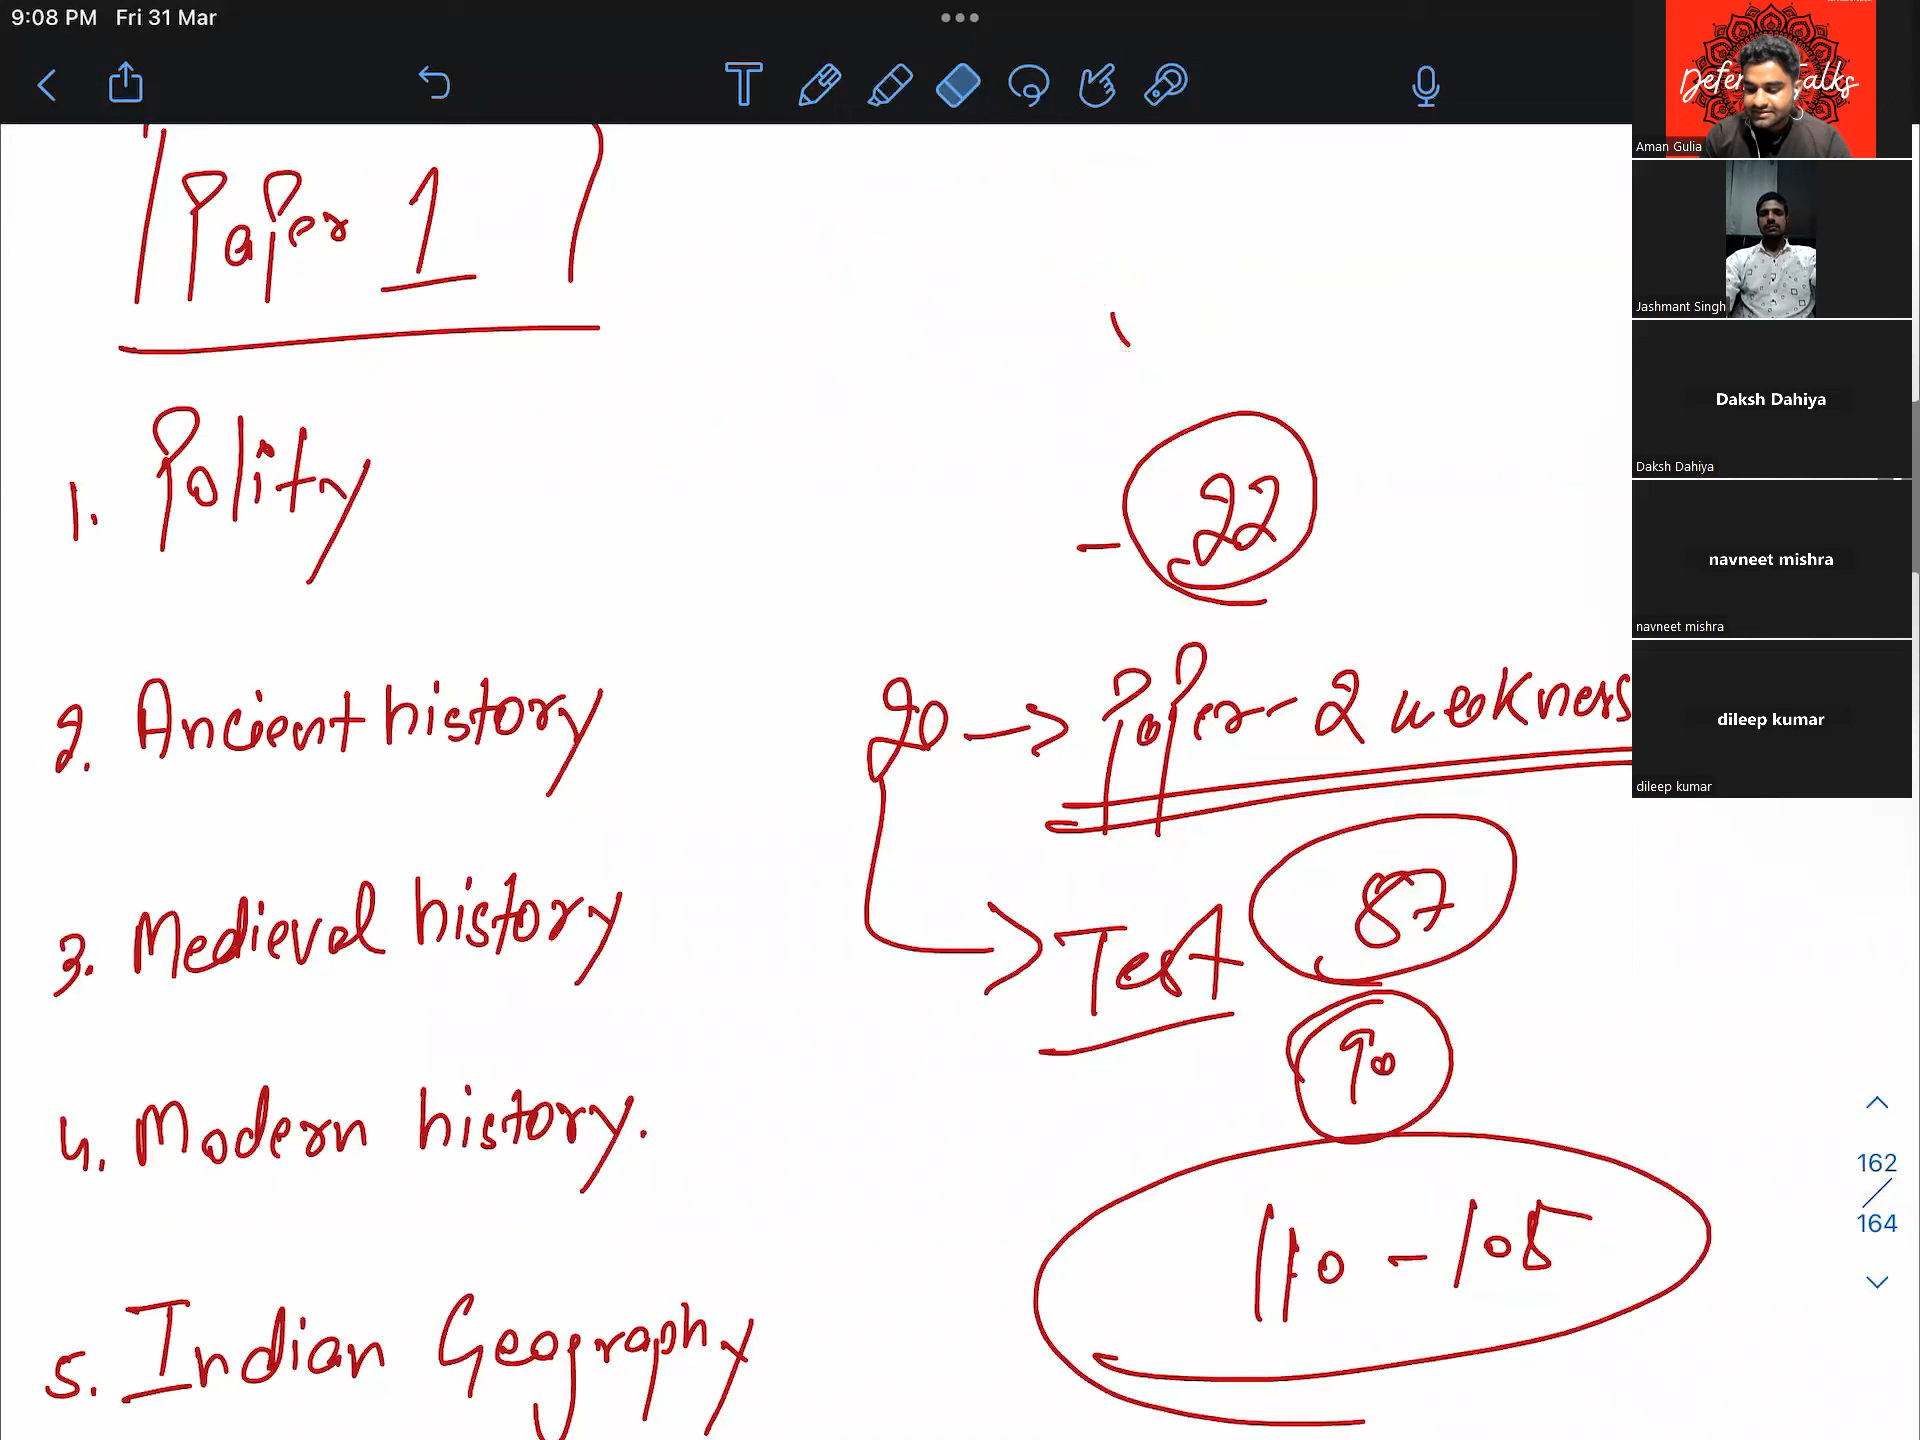 9:08 PM Fri 31 Mar
Paper 1
1. Polity
- 22
2. Ancient history
20 → Paper-2 weakness
3. Medieval history
Test 87
90
4. Modern history.
110 - 105
5. Indian Geography
Aman Gulia
Jashmant Singh
Daksh Dahiya
Daksh Dahiya
navneet mishra
navneet mishra
dileep kumar
dileep kumar
162
/
164